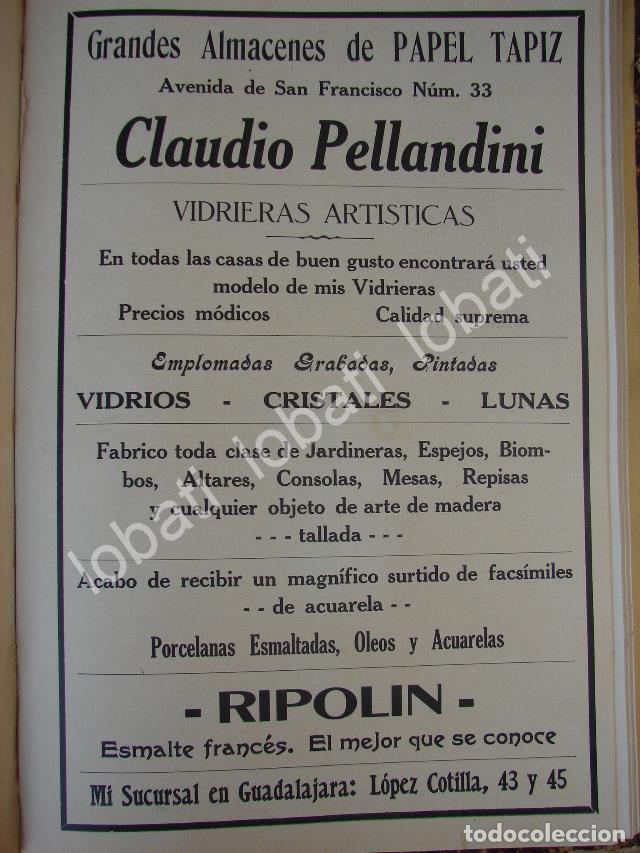 Grandes Almacenes de PAPEL TAPIZ
Avenida de San Francisco Núm. 33
Claudio Pellandini
VIDRIERAS ARTISTICAS
En todas las casas de buen gusto encontrará usted
modelo de mis Vidrieras
Precios módicos Calidad suprema
Emplomadas Grabadas, Pintadas
VIDRIOS - CRISTALES - LUNAS
Fabrico toda clase de Jardineras, Espejos, Biom-
bos, Altares, Consolas, Mesas, Repisas
y cualquier objeto de arte de madera
- - - tallada - - -
Acabo de recibir un magnífico surtido de facsímiles
- - de acuarela - -
Porcelanas Esmaltadas, Oleos y Acuarelas
- RIPOLIN -
Esmalte francés. El mejor que se conoce
Mi Sucursal en Guadalajara: López Cotilla, 43 y 45
lobati lobati lobati
todocoleccion